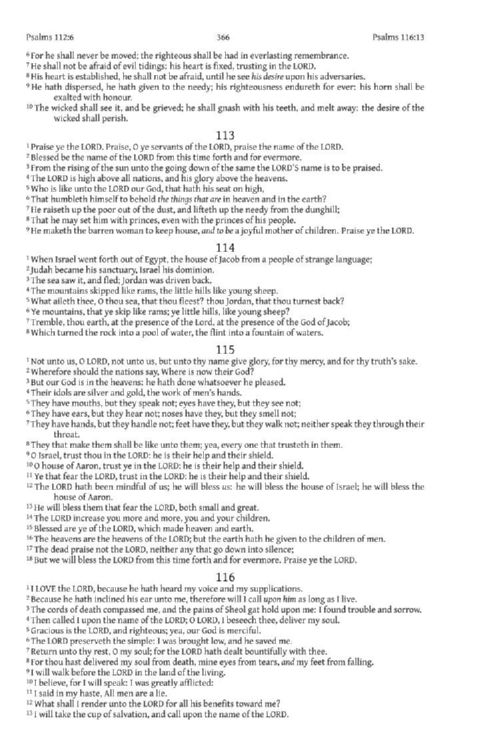 Psalms 112:6 366 Psalms 116:13
6 For he shall never be moved; the righteous shall be had in everlasting remembrance.
7 He shall not be afraid of evil tidings: his heart is fixed, trusting in the LORD.
8 His heart is established, he shall not be afraid, until he see his desire upon his adversaries.
9 He hath dispersed, he hath given to the needy; his righteousness endureth for ever: his horn shall be
exalted with honour.
10 The wicked shall see it, and be grieved; he shall gnash with his teeth, and melt away: the desire of the
wicked shall perish.
113
1 Praise ye the LORD. Praise, O ye servants of the LORD, praise the name of the LORD.
2 Blessed be the name of the LORD from this time forth and for evermore.
3 From the rising of the sun unto the going down of the same the LORD'S name is to be praised.
4 The LORD is high above all nations, and his glory above the heavens.
5 Who is like unto the LORD our God, that hath his seat on high,
6 That humbleth himself to behold the things that are in heaven and in the earth?
7 He raiseth up the poor out of the dust, and lifteth up the needy from the dunghill;
8 That he may set him with princes, even with the princes of his people.
9 He maketh the barren woman to keep house, and to be a joyful mother of children. Praise ye the LORD.
114
1 When Israel went forth out of Egypt, the house of Jacob from a people of strange language;
2 Judah became his sanctuary, Israel his dominion.
3 The sea saw it, and fled; Jordan was driven back.
4 The mountains skipped like rams, the little hills like young sheep.
5 What aileth thee, O thou sea, that thou fleest? thou Jordan, that thou turnest back?
6 Ye mountains, that ye skip like rams; ye little hills, like young sheep?
7 Tremble, thou earth, at the presence of the Lord, at the presence of the God of Jacob;
8 Which turned the rock into a pool of water, the flint into a fountain of waters.
115
1 Not unto us, O LORD, not unto us, but unto thy name give glory, for thy mercy, and for thy truth's sake.
2 Wherefore should the nations say, Where is now their God?
3 But our God is in the heavens: he hath done whatsoever he pleased.
4 Their idols are silver and gold, the work of men's hands.
5 They have mouths, but they speak not; eyes have they, but they see not;
6 They have ears, but they hear not; noses have they, but they smell not;
7 They have hands, but they handle not; feet have they, but they walk not; neither speak they through their
throat.
8 They that make them shall be like unto them; yea, every one that trusteth in them.
9 O Israel, trust thou in the LORD: he is their help and their shield.
10 O house of Aaron, trust ye in the LORD: he is their help and their shield.
11 Ye that fear the LORD, trust in the LORD: he is their help and their shield.
12 The LORD hath been mindful of us; he will bless us: he will bless the house of Israel; he will bless the
house of Aaron.
13 He will bless them that fear the LORD, both small and great.
14 The LORD increase you more and more, you and your children.
15 Blessed are ye of the LORD, which made heaven and earth.
16 The heavens are the heavens of the LORD; but the earth hath he given to the children of men.
17 The dead praise not the LORD, neither any that go down into silence;
18 But we will bless the LORD from this time forth and for evermore. Praise ye the LORD.
116
1 I LOVE the LORD, because he hath heard my voice and my supplications.
2 Because he hath inclined his ear unto me, therefore will I call upon him as long as I live.
3 The cords of death compassed me, and the pains of Sheol gat hold upon me: I found trouble and sorrow.
4 Then called I upon the name of the LORD; O LORD, I beseech thee, deliver my soul.
5 Gracious is the LORD, and righteous; yea, our God is merciful.
6 The LORD preserveth the simple: I was brought low, and he saved me.
7 Return unto thy rest, O my soul; for the LORD hath dealt bountifully with thee.
8 For thou hast delivered my soul from death, mine eyes from tears, and my feet from falling.
9 I will walk before the LORD in the land of the living.
10 I believe, for I will speak: I was greatly afflicted:
11 I said in my haste, All men are a lie.
12 What shall I render unto the LORD for all his benefits toward me?
13 I will take the cup of salvation, and call upon the name of the LORD.